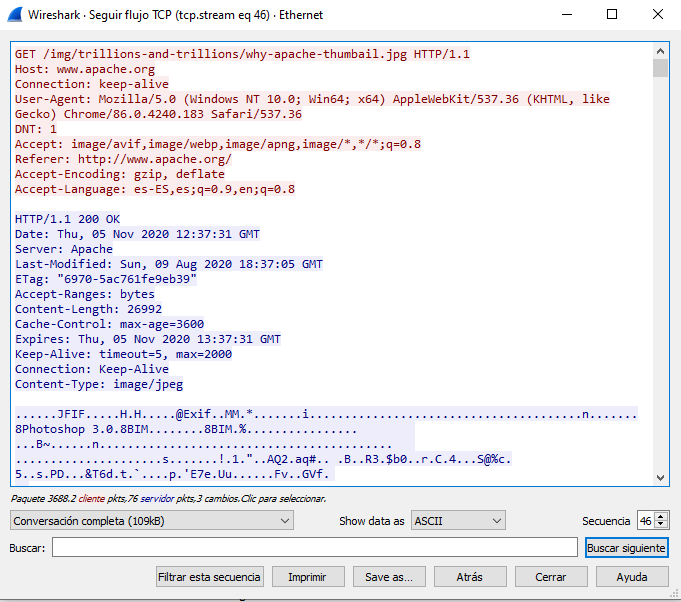 Wireshark · Seguir flujo TCP (tcp.stream eq 46) · Ethernet
GET /img/trillions-and-trillions/why-apache-thumbail.jpg HTTP/1.1
Host: www.apache.org
Connection: keep-alive
User-Agent: Mozilla/5.0 (Windows NT 10.0; Win64; x64) AppleWebKit/537.36 (KHTML, like
Gecko) Chrome/86.0.4240.183 Safari/537.36
DNT: 1
Accept: image/avif,image/webp,image/apng,image/*,*/*;q=0.8
Referer: http://www.apache.org/
Accept-Encoding: gzip, deflate
Accept-Language: es-ES,es;q=0.9,en;q=0.8
HTTP/1.1 200 OK
Date: Thu, 05 Nov 2020 12:37:31 GMT
Server: Apache
Last-Modified: Sun, 09 Aug 2020 18:37:05 GMT
ETag: "6970-5ac761fe9eb39"
Accept-Ranges: bytes
Content-Length: 26992
Cache-Control: max-age=3600
Expires: Thu, 05 Nov 2020 13:37:31 GMT
Keep-Alive: timeout=5, max=2000
Connection: Keep-Alive
Content-Type: image/jpeg
......JFIF.....H.H.....@Exif..MM.*.......i.......................................n.......
8Photoshop 3.0.8BIM........8BIM.%................
...B~......n..........................................
.....................s.......!.1."..AQ2.aq#.. .B..R3.$b0..r.C.4...S@%c.
5..s.PD...&T6d.t.`....p.'E7e.Uu......Fv..GVf.
Paquete 3688.2 cliente pkts,76 servidor pkts,3 cambios.Clic para seleccionar.
Conversación completa (109kB) Show data as ASCII Secuencia 46
Buscar: Buscar siguiente
Filtrar esta secuencia Imprimir Save as... Atrás Cerrar Ayuda